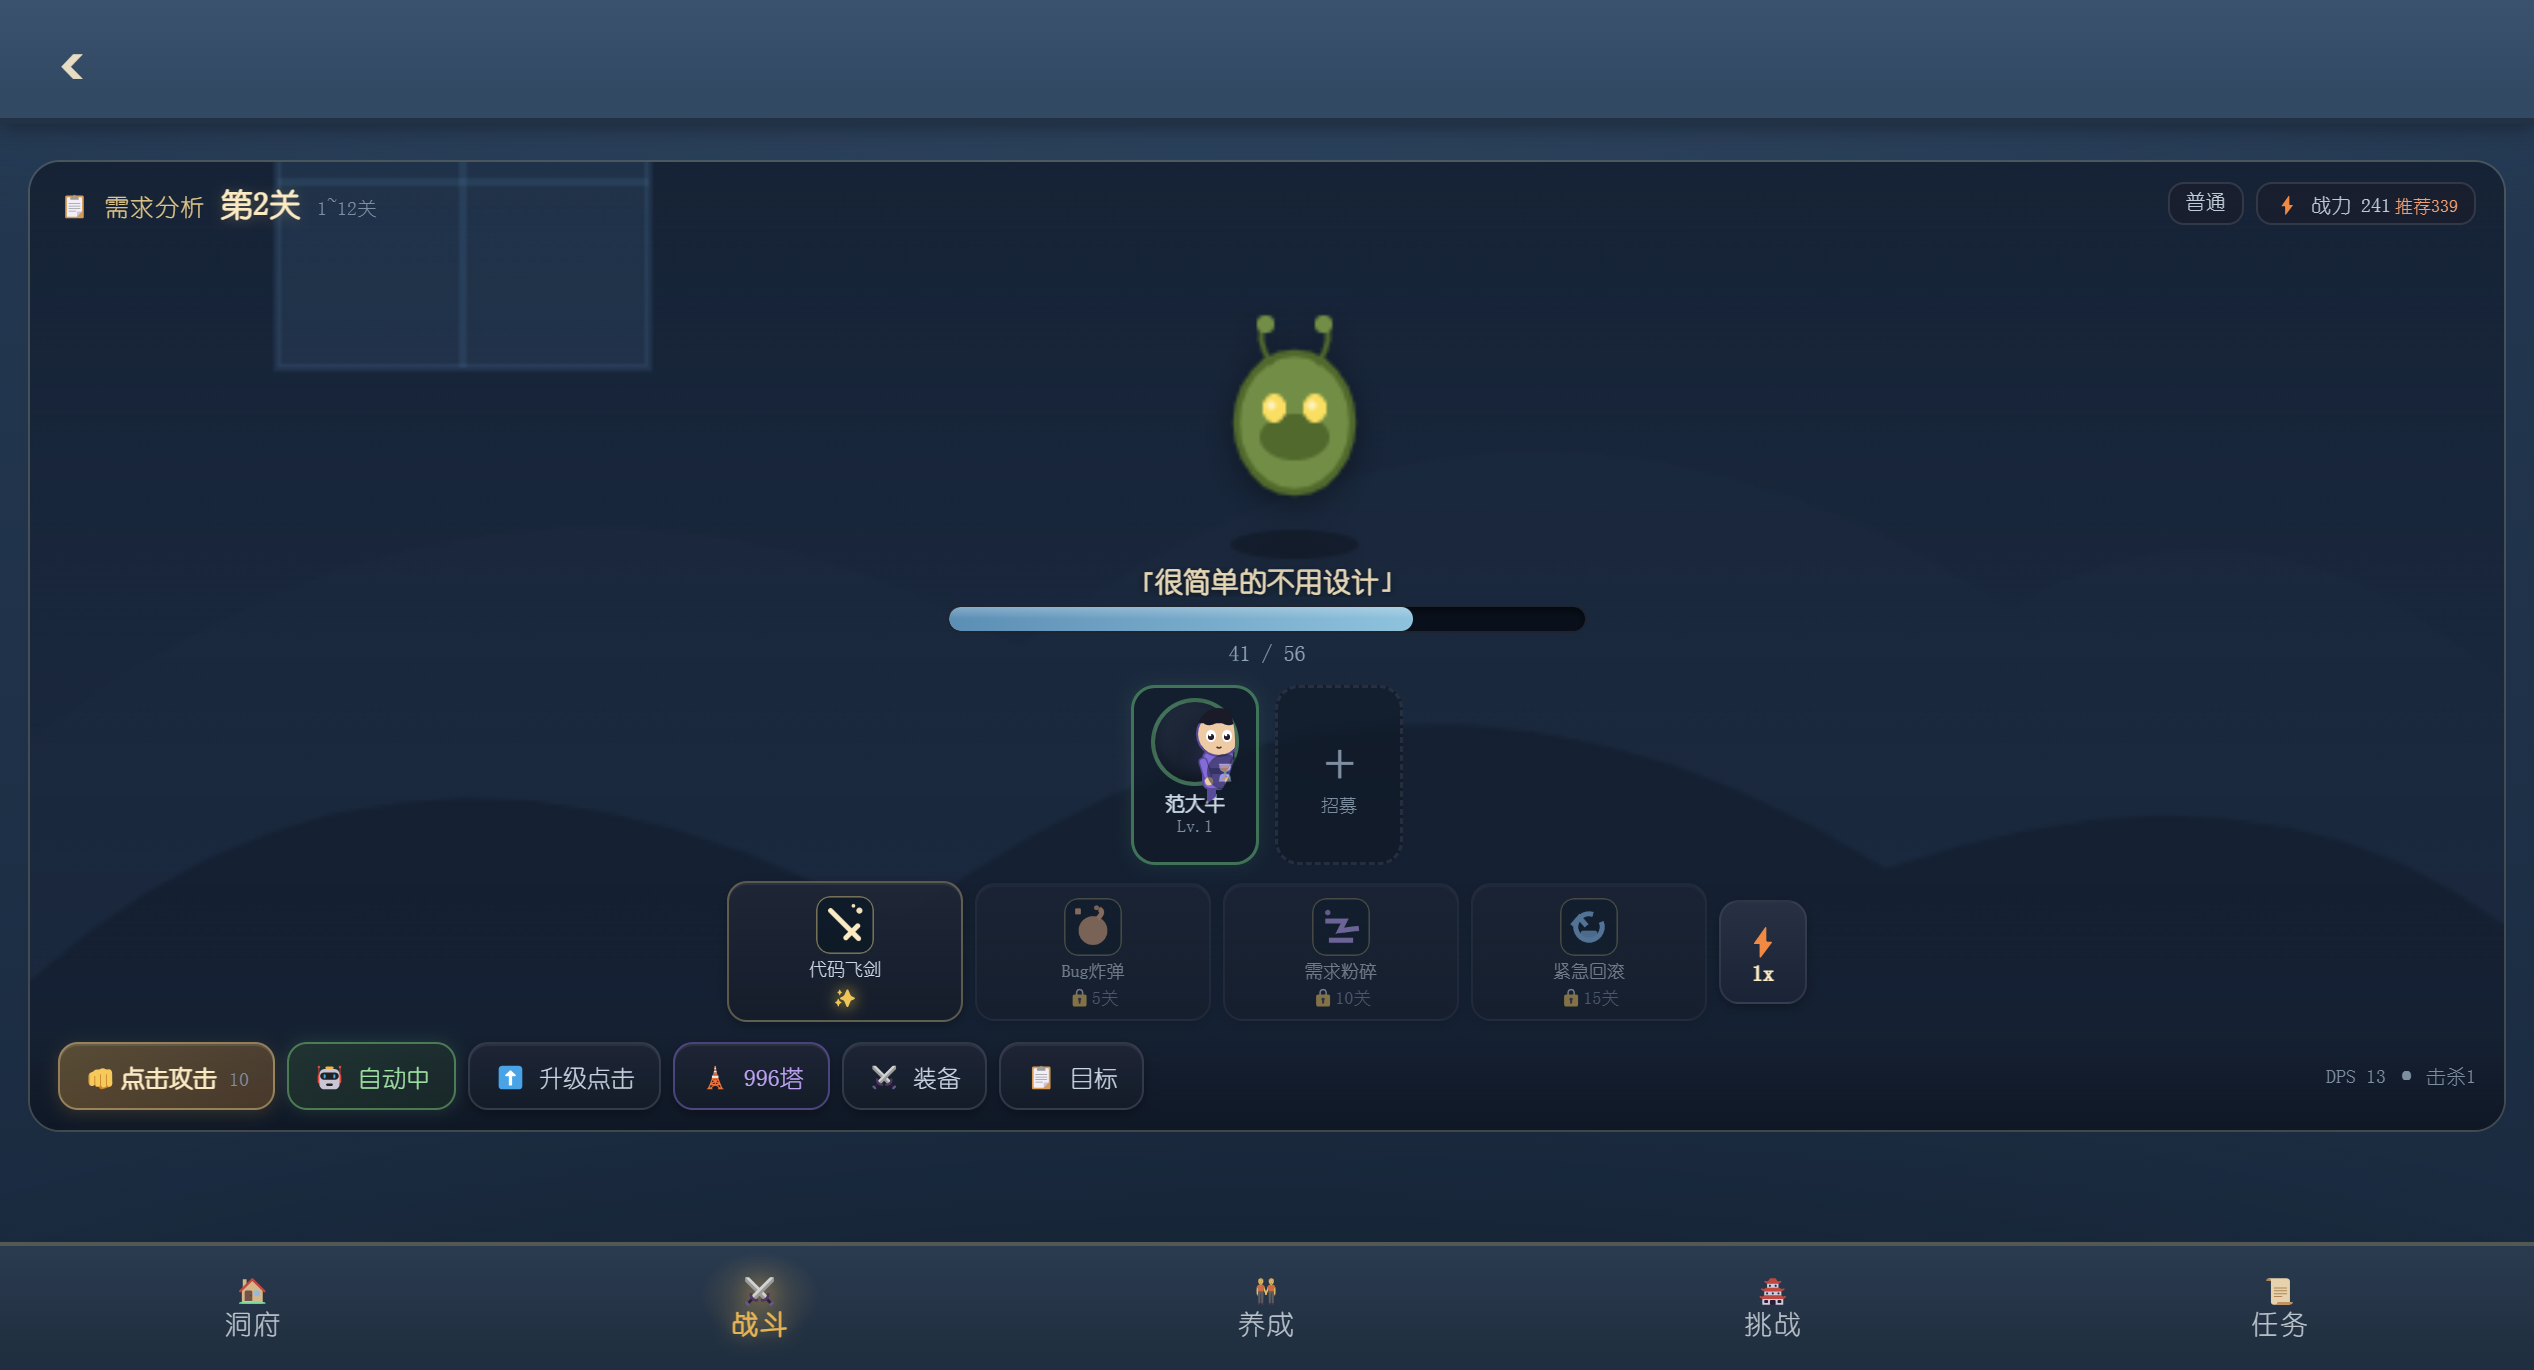 需求分析 第2关 1~12关
普通
战力 241 推荐339
「很简单的不用设计」
41 / 56
范大牛
Lv.1
招募
代码飞剑
Bug炸弹
5关
需求粉碎
10关
紧急回滚
15关
1x
点击攻击 10
自动中
升级点击
996塔
装备
目标
DPS 13 • 击杀1
洞府
战斗
养成
挑战
任务